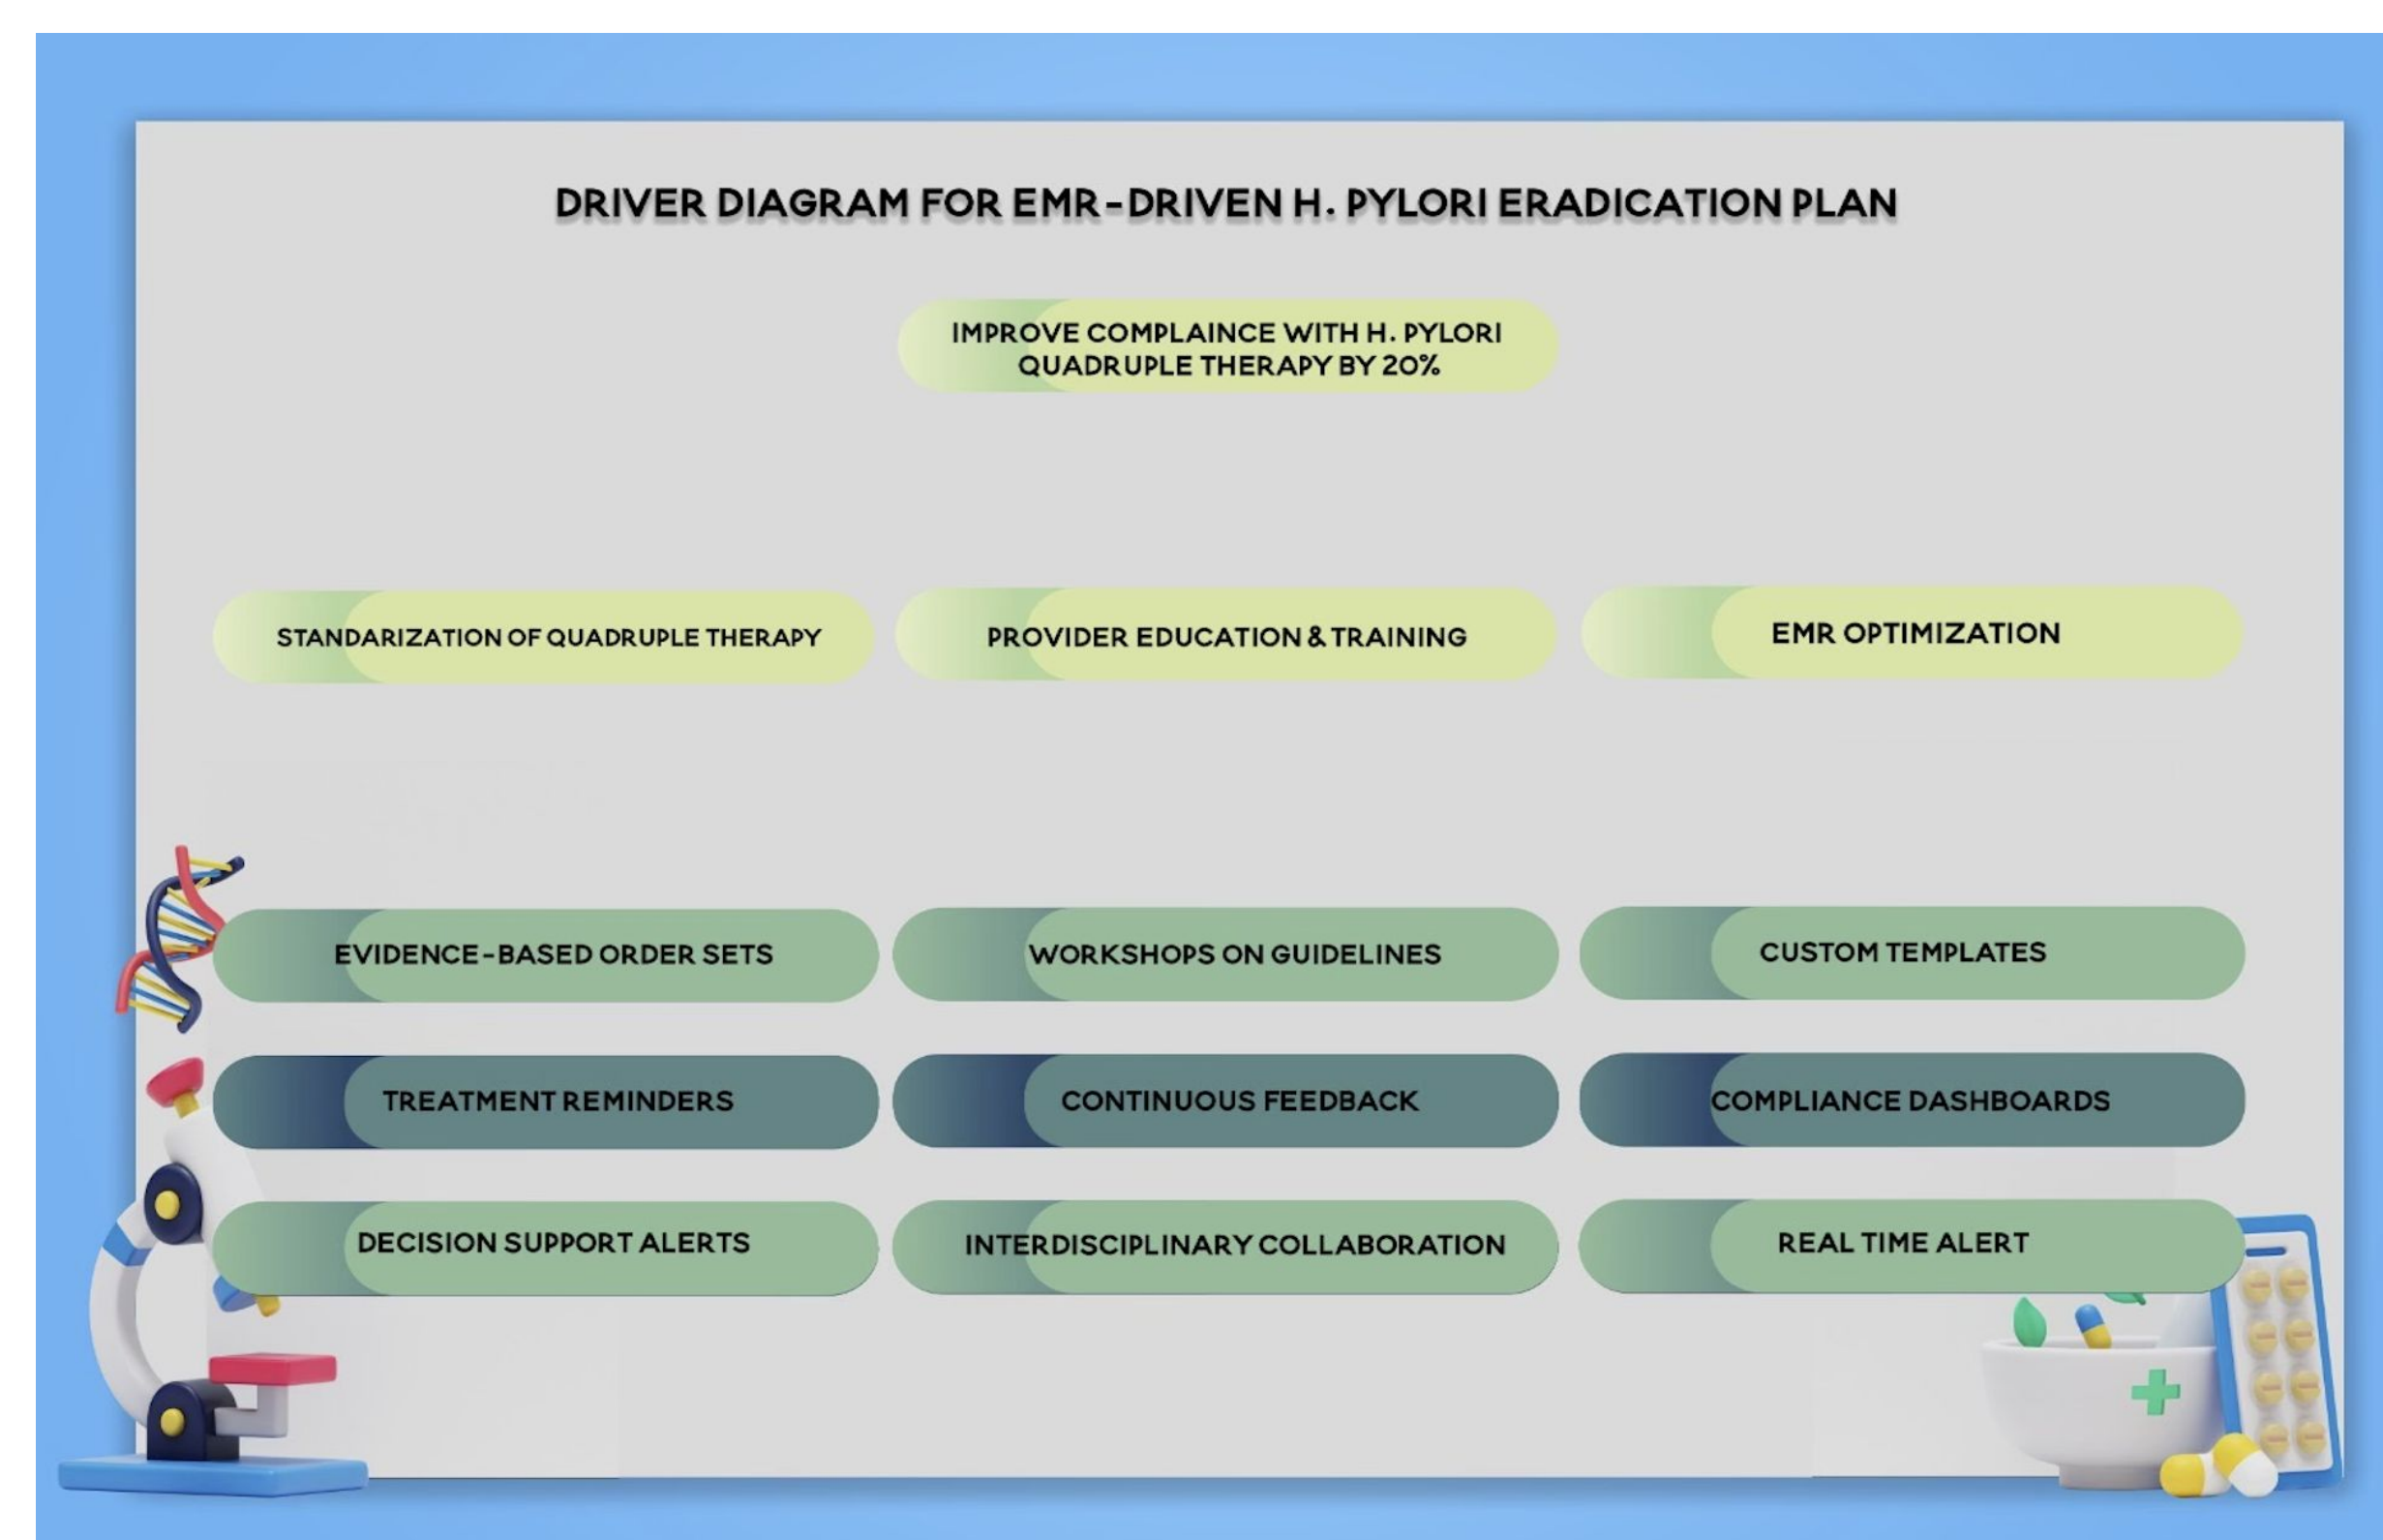 DRIVER DIAGRAM FOR EMR-DRIVEN H. PYLORI ERADICATION PLAN
IMPROVE COMPLAINCE WITH H. PYLORI
QUADRUPLE THERAPY BY 20%
STANDARIZATION OF QUADRUPLE THERAPY
PROVIDER EDUCATION & TRAINING
EMR OPTIMIZATION
EVIDENCE-BASED ORDER SETS
WORKSHOPS ON GUIDELINES
CUSTOM TEMPLATES
TREATMENT REMINDERS
CONTINUOUS FEEDBACK
COMPLIANCE DASHBOARDS
DECISION SUPPORT ALERTS
INTERDISCIPLINARY COLLABORATION
REAL TIME ALERT